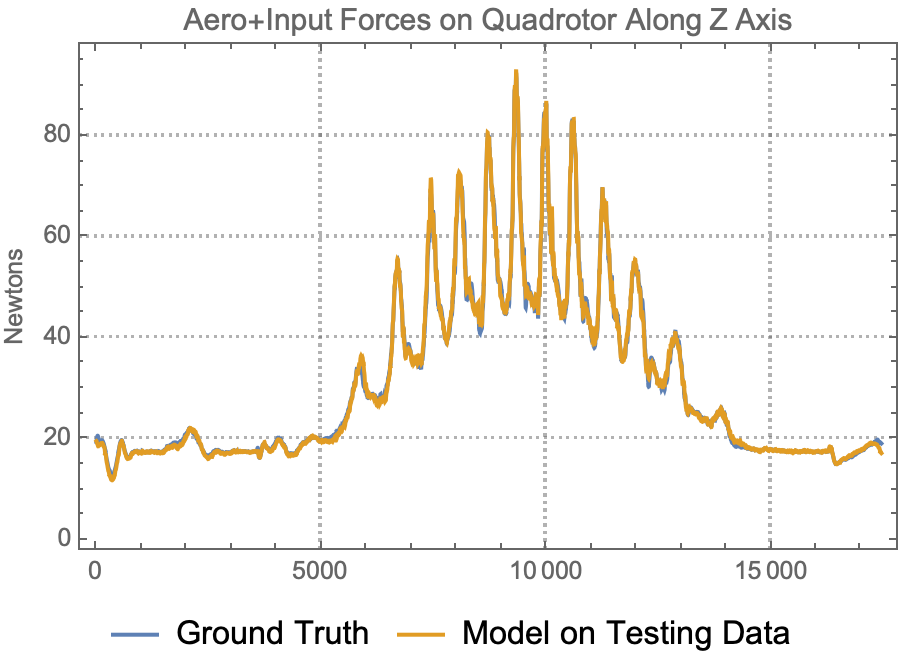 Aero+Input Forces on Quadrotor Along Z Axis
Newtons
80
60
40
20
0
0 5000 10 000 15 000
Ground Truth Model on Testing Data